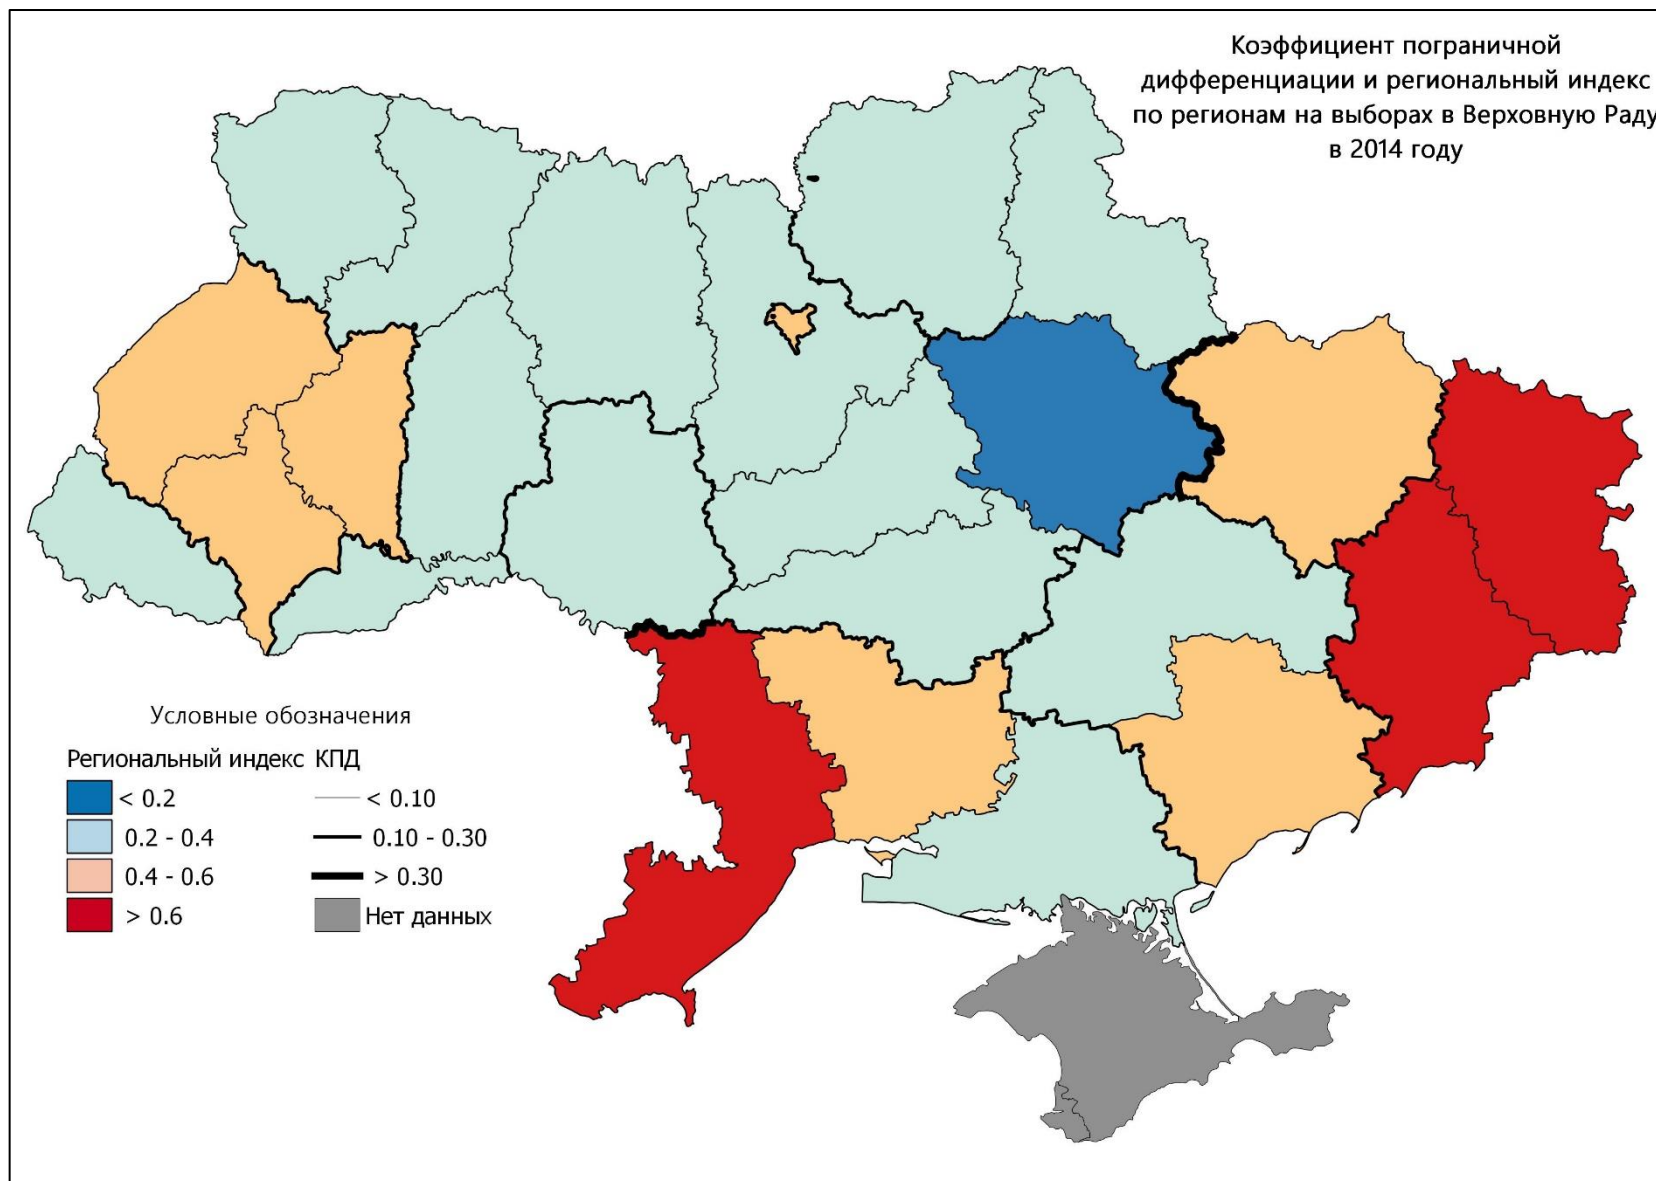 Коэффициент пограничной
дифференциации и региональный индекс
по регионам на выборах в Верховную Раду
в 2014 году
Условные обозначения
Региональный индекс КПД
< 0.2
< 0.10
0.2 - 0.4
0.10 - 0.30
0.4 - 0.6
> 0.30
> 0.6
Нет данных